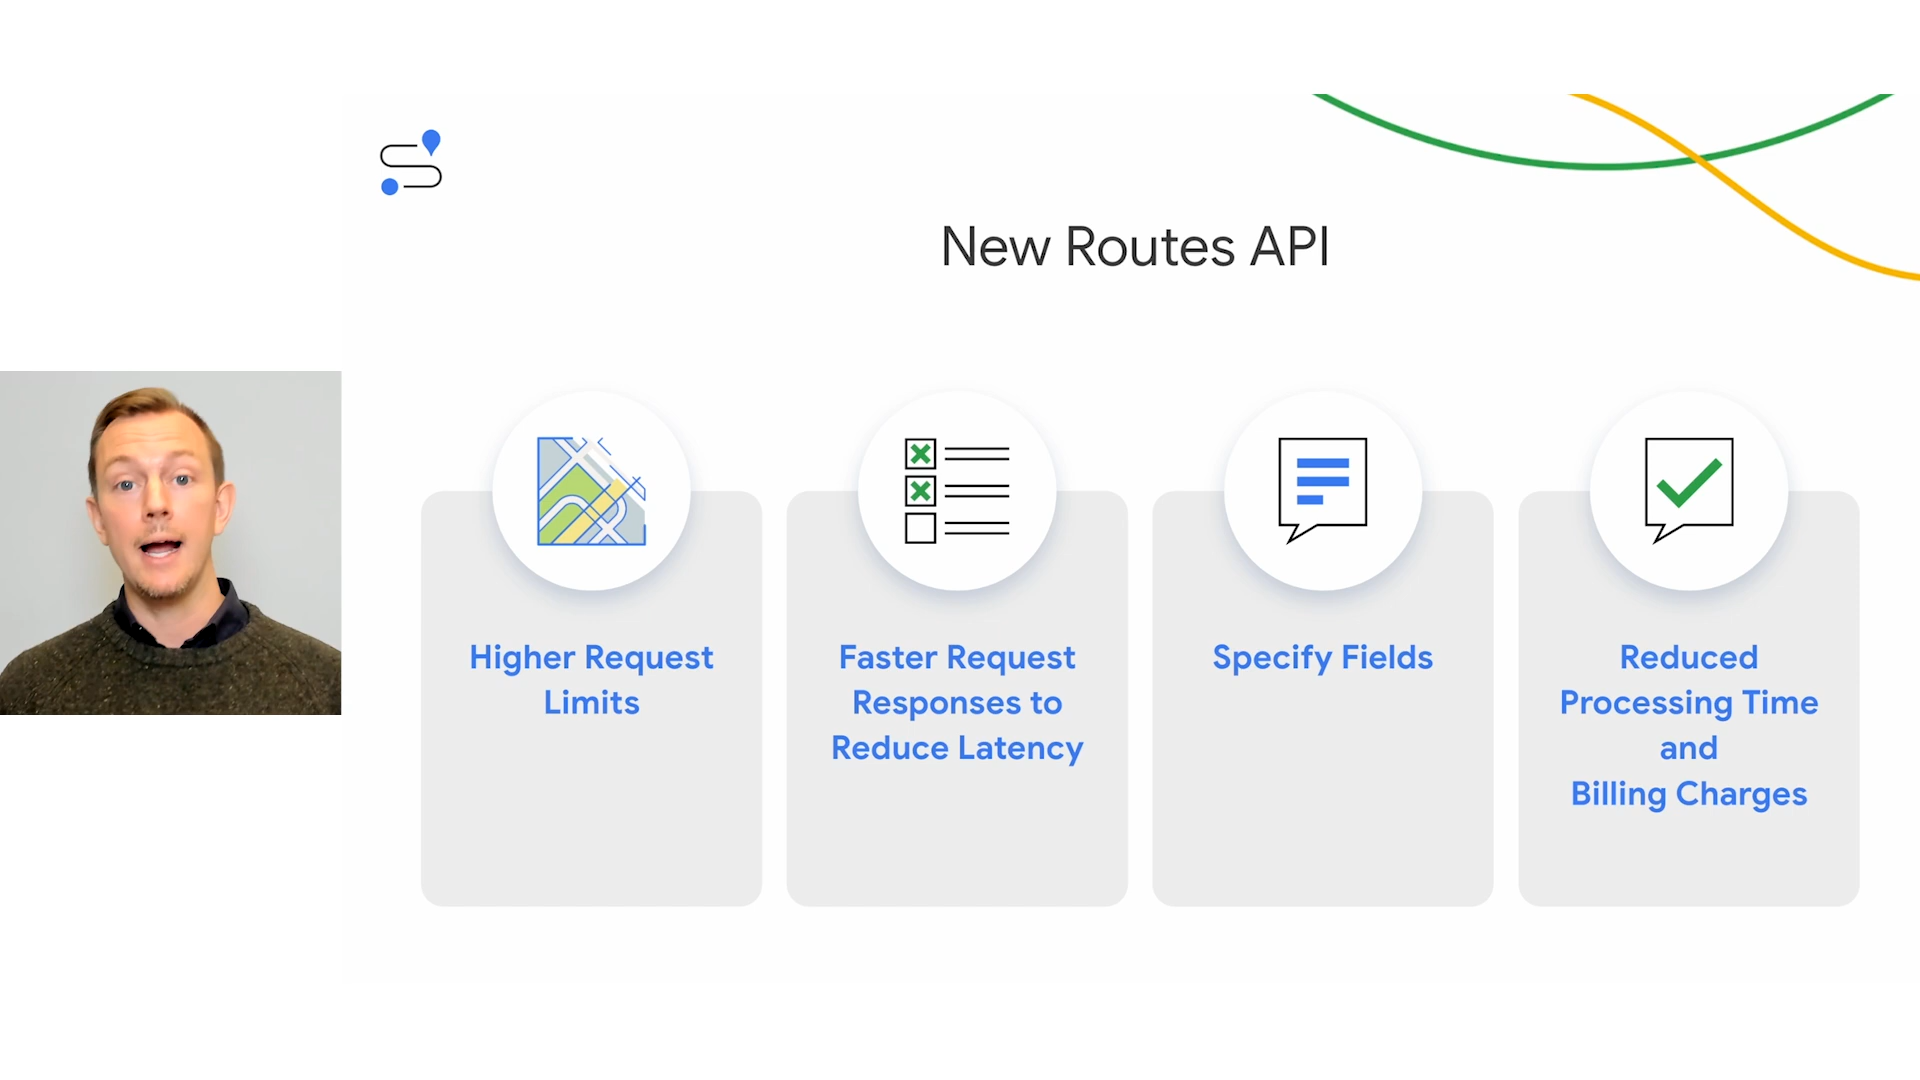 New Routes API
Higher Request
Limits
Faster Request
Responses to
Reduce Latency
Specify Fields
Reduced
Processing Time
and
Billing Charges